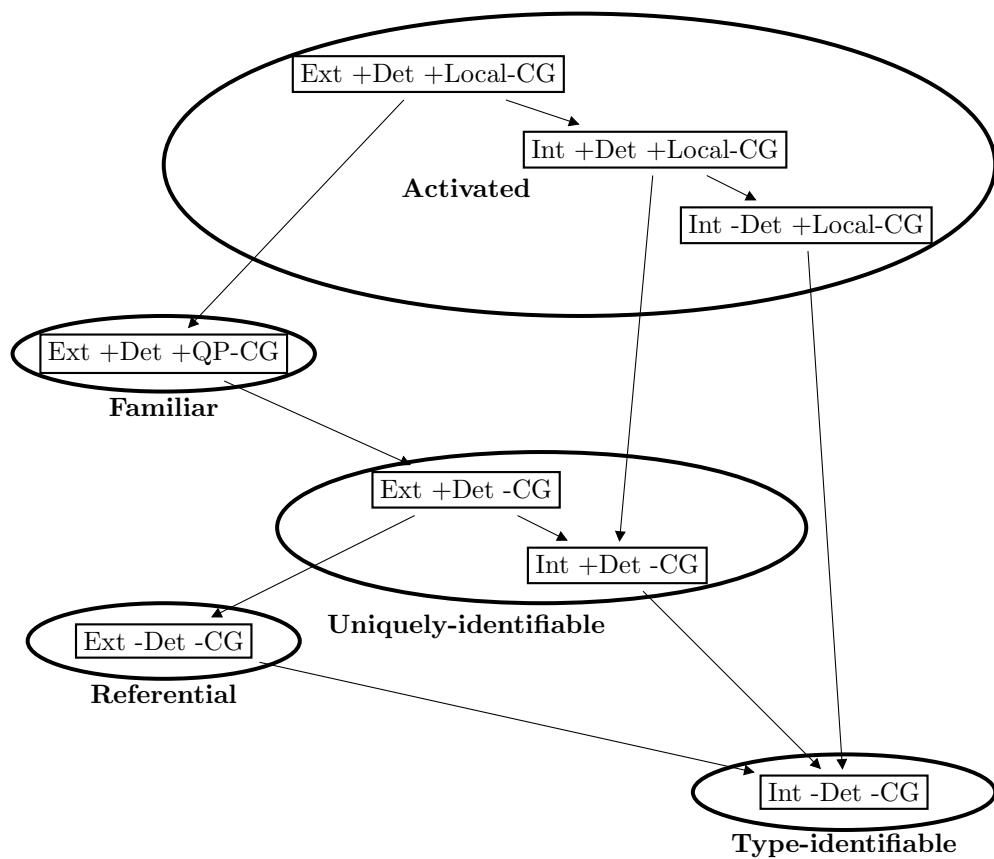 Ext +Det +Local-CG
Int +Det +Local-CG
Activated
Int -Det +Local-CG
Ext +Det +QP-CG
Familiar
Ext +Det -CG
Int +Det -CG
Uniquely-identifiable
Ext -Det -CG
Referential
Int -Det -CG
Type-identifiable